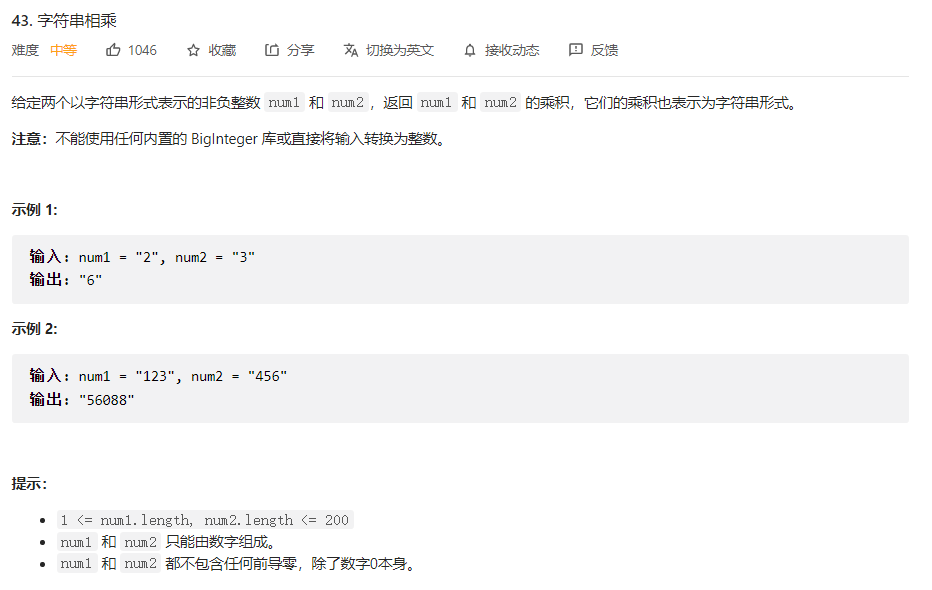 43. 字符串相乘
难度 中等 1046 收藏 分享 切换为英文 接收动态 反馈
给定两个以字符串形式表示的非负整数 num1 和 num2，返回 num1 和 num2 的乘积，它们的乘积也表示为字符串形式。
注意：不能使用任何内置的 BigInteger 库或直接将输入转换为整数。
示例 1:
输入: num1 = "2", num2 = "3"
输出: "6"
示例 2:
输入: num1 = "123", num2 = "456"
输出: "56088"
提示：
1 <= num1.length, num2.length <= 200
num1 和 num2 只能由数字组成。
num1 和 num2 都不包含任何前导零，除了数字0本身。